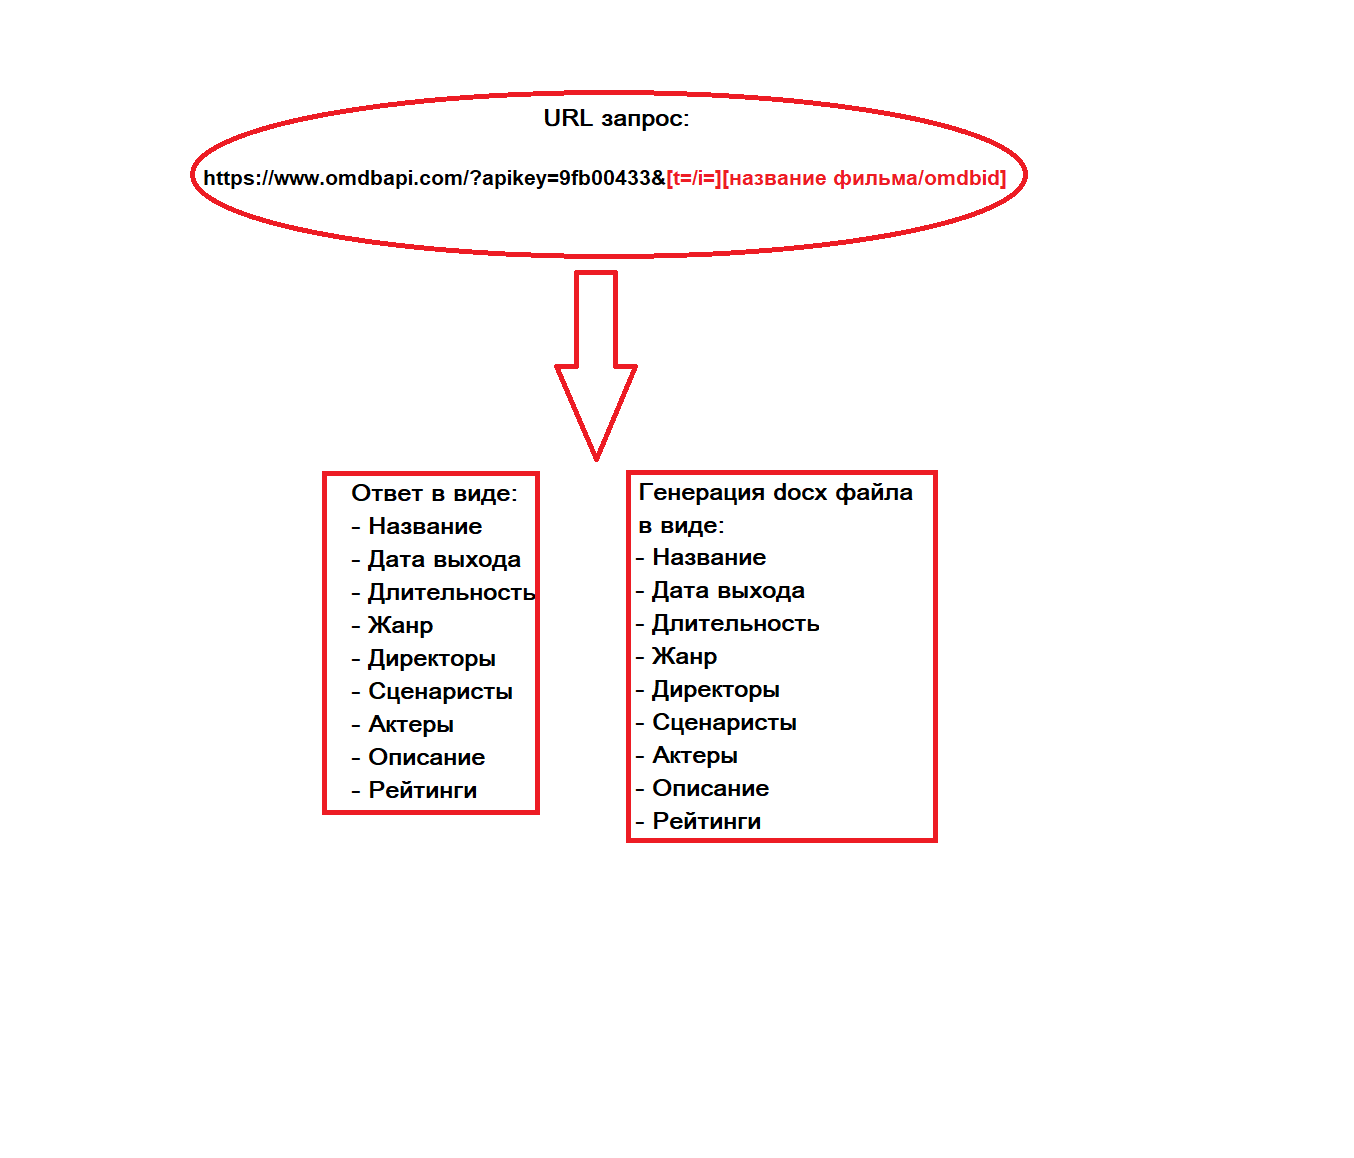 URL запрос:
https://www.omdbapi.com/?apikey=9fb00433&[t=/i=][название фильма/omdbid]
Ответ в виде:
- Название
- Дата выхода
- Длительность
- Жанр
- Директоры
- Сценаристы
- Актеры
- Описание
- Рейтинги
Генерация docx файла
в виде:
- Название
- Дата выхода
- Длительность
- Жанр
- Директоры
- Сценаристы
- Актеры
- Описание
- Рейтинги